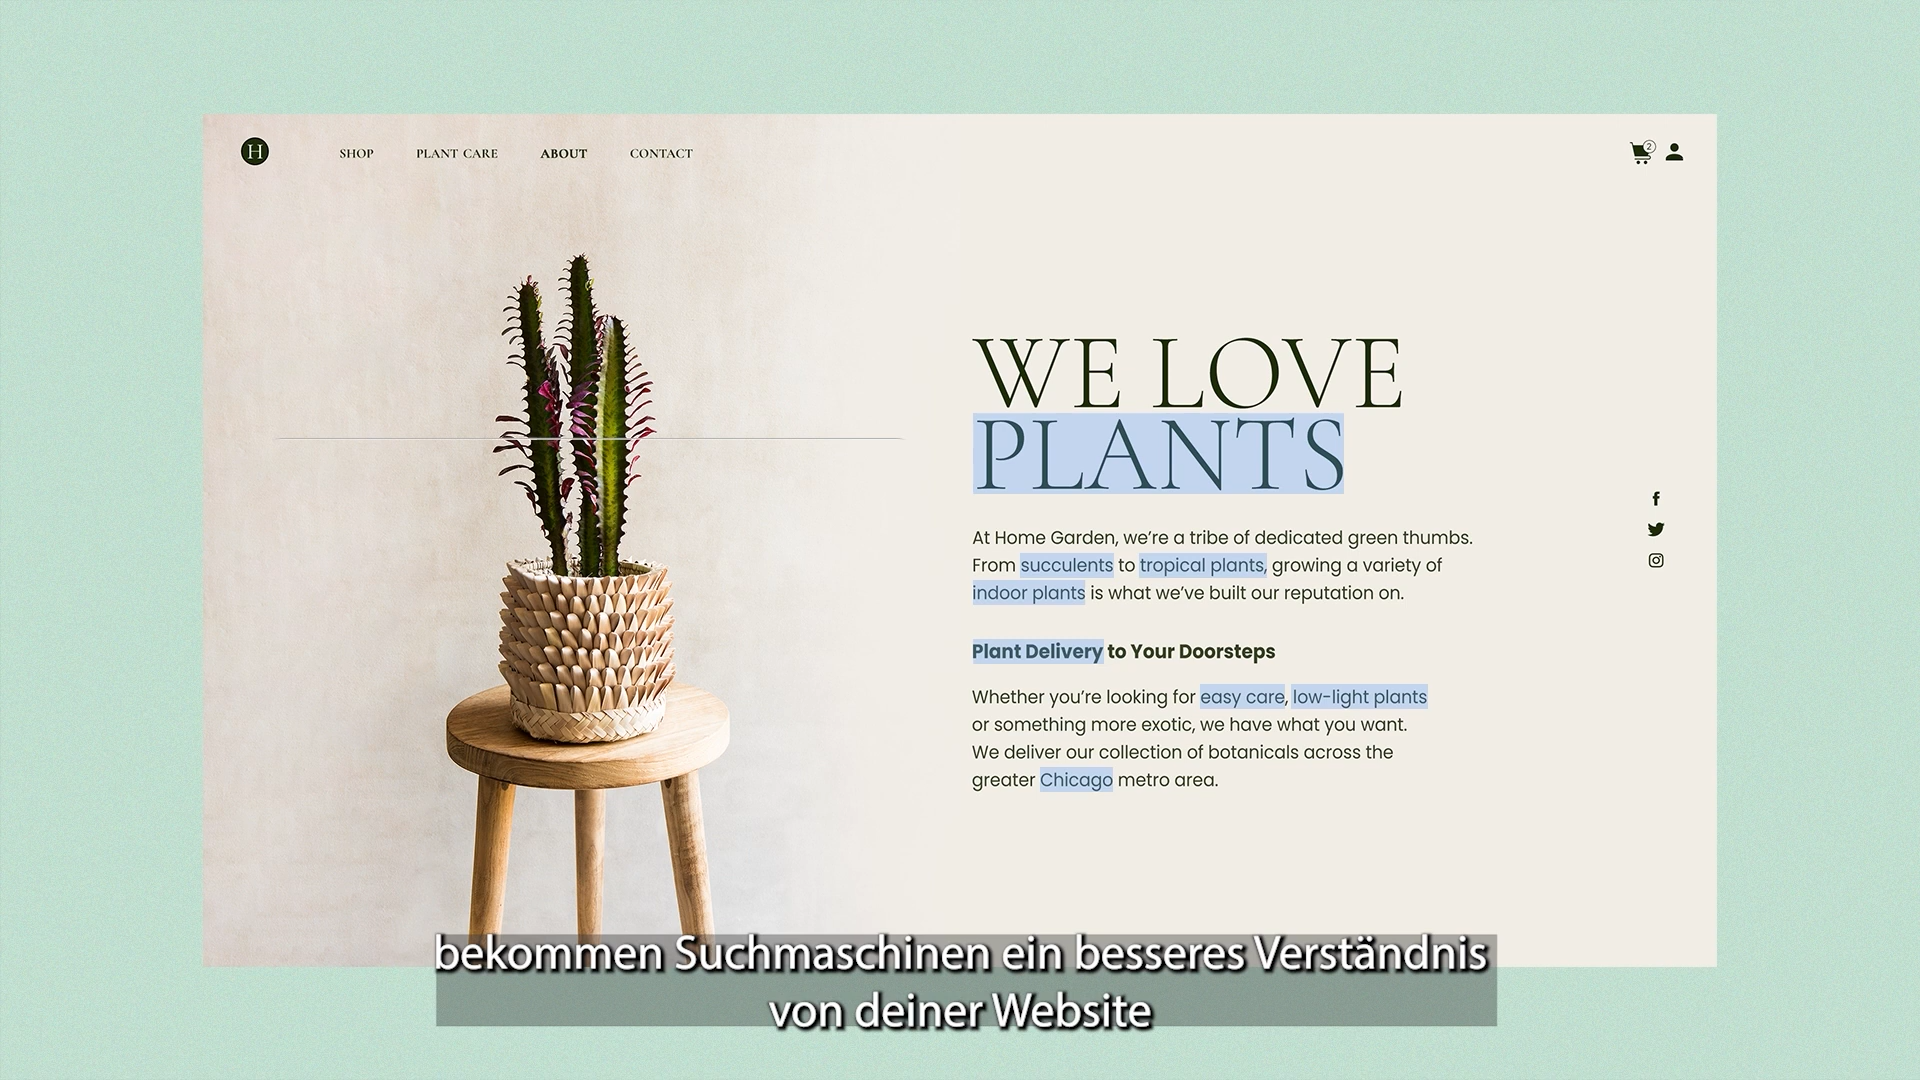 H
SHOP
PLANT CARE
ABOUT
CONTACT
2
WE LOVE
PLANTS
At Home Garden, we’re a tribe of dedicated green thumbs.
From succulents to tropical plants, growing a variety of
indoor plants is what we’ve built our reputation on.
Plant Delivery to Your Doorsteps
Whether you’re looking for easy care, low-light plants
or something more exotic, we have what you want.
We deliver our collection of botanicals across the
greater Chicago metro area.
bekommen Suchmaschinen ein besseres Verständnis
von deiner Website